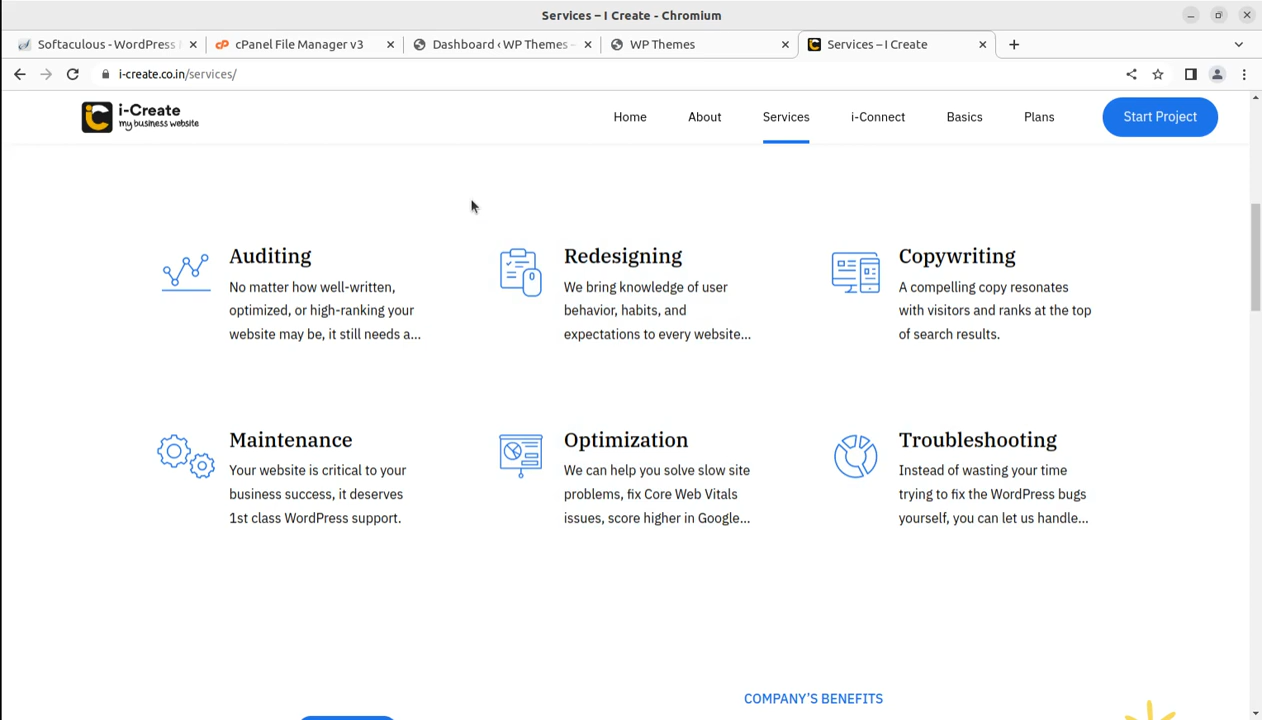 Services – I Create - Chromium
Softaculous - WordPress
cPanel File Manager v3
Dashboard ‹ WP Themes –
WP Themes
Services – I Create
i-create.co.in/services/
i-Create
my business website
Home
About
Services
i-Connect
Basics
Plans
Start Project
Auditing
No matter how well-written,
optimized, or high-ranking your
website may be, it still needs a...
Redesigning
We bring knowledge of user
behavior, habits, and
expectations to every website...
Copywriting
A compelling copy resonates
with visitors and ranks at the top
of search results.
Maintenance
Your website is critical to your
business success, it deserves
1st class WordPress support.
Optimization
We can help you solve slow site
problems, fix Core Web Vitals
issues, score higher in Google...
Troubleshooting
Instead of wasting your time
trying to fix the WordPress bugs
yourself, you can let us handle...
COMPANY’S BENEFITS